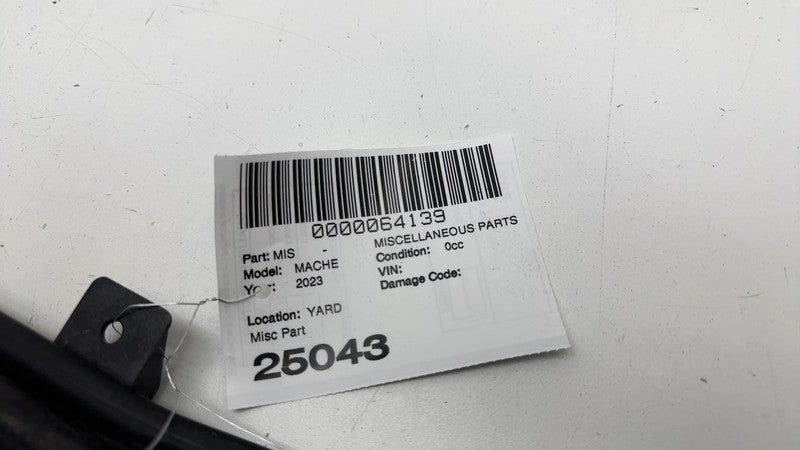 0000064139
Part: MIS - MISCELLANEOUS PARTS
Model: MACHE Condition: 0cc
Year: 2023 VIN:
Damage Code:
Location: YARD
Misc Part
25043